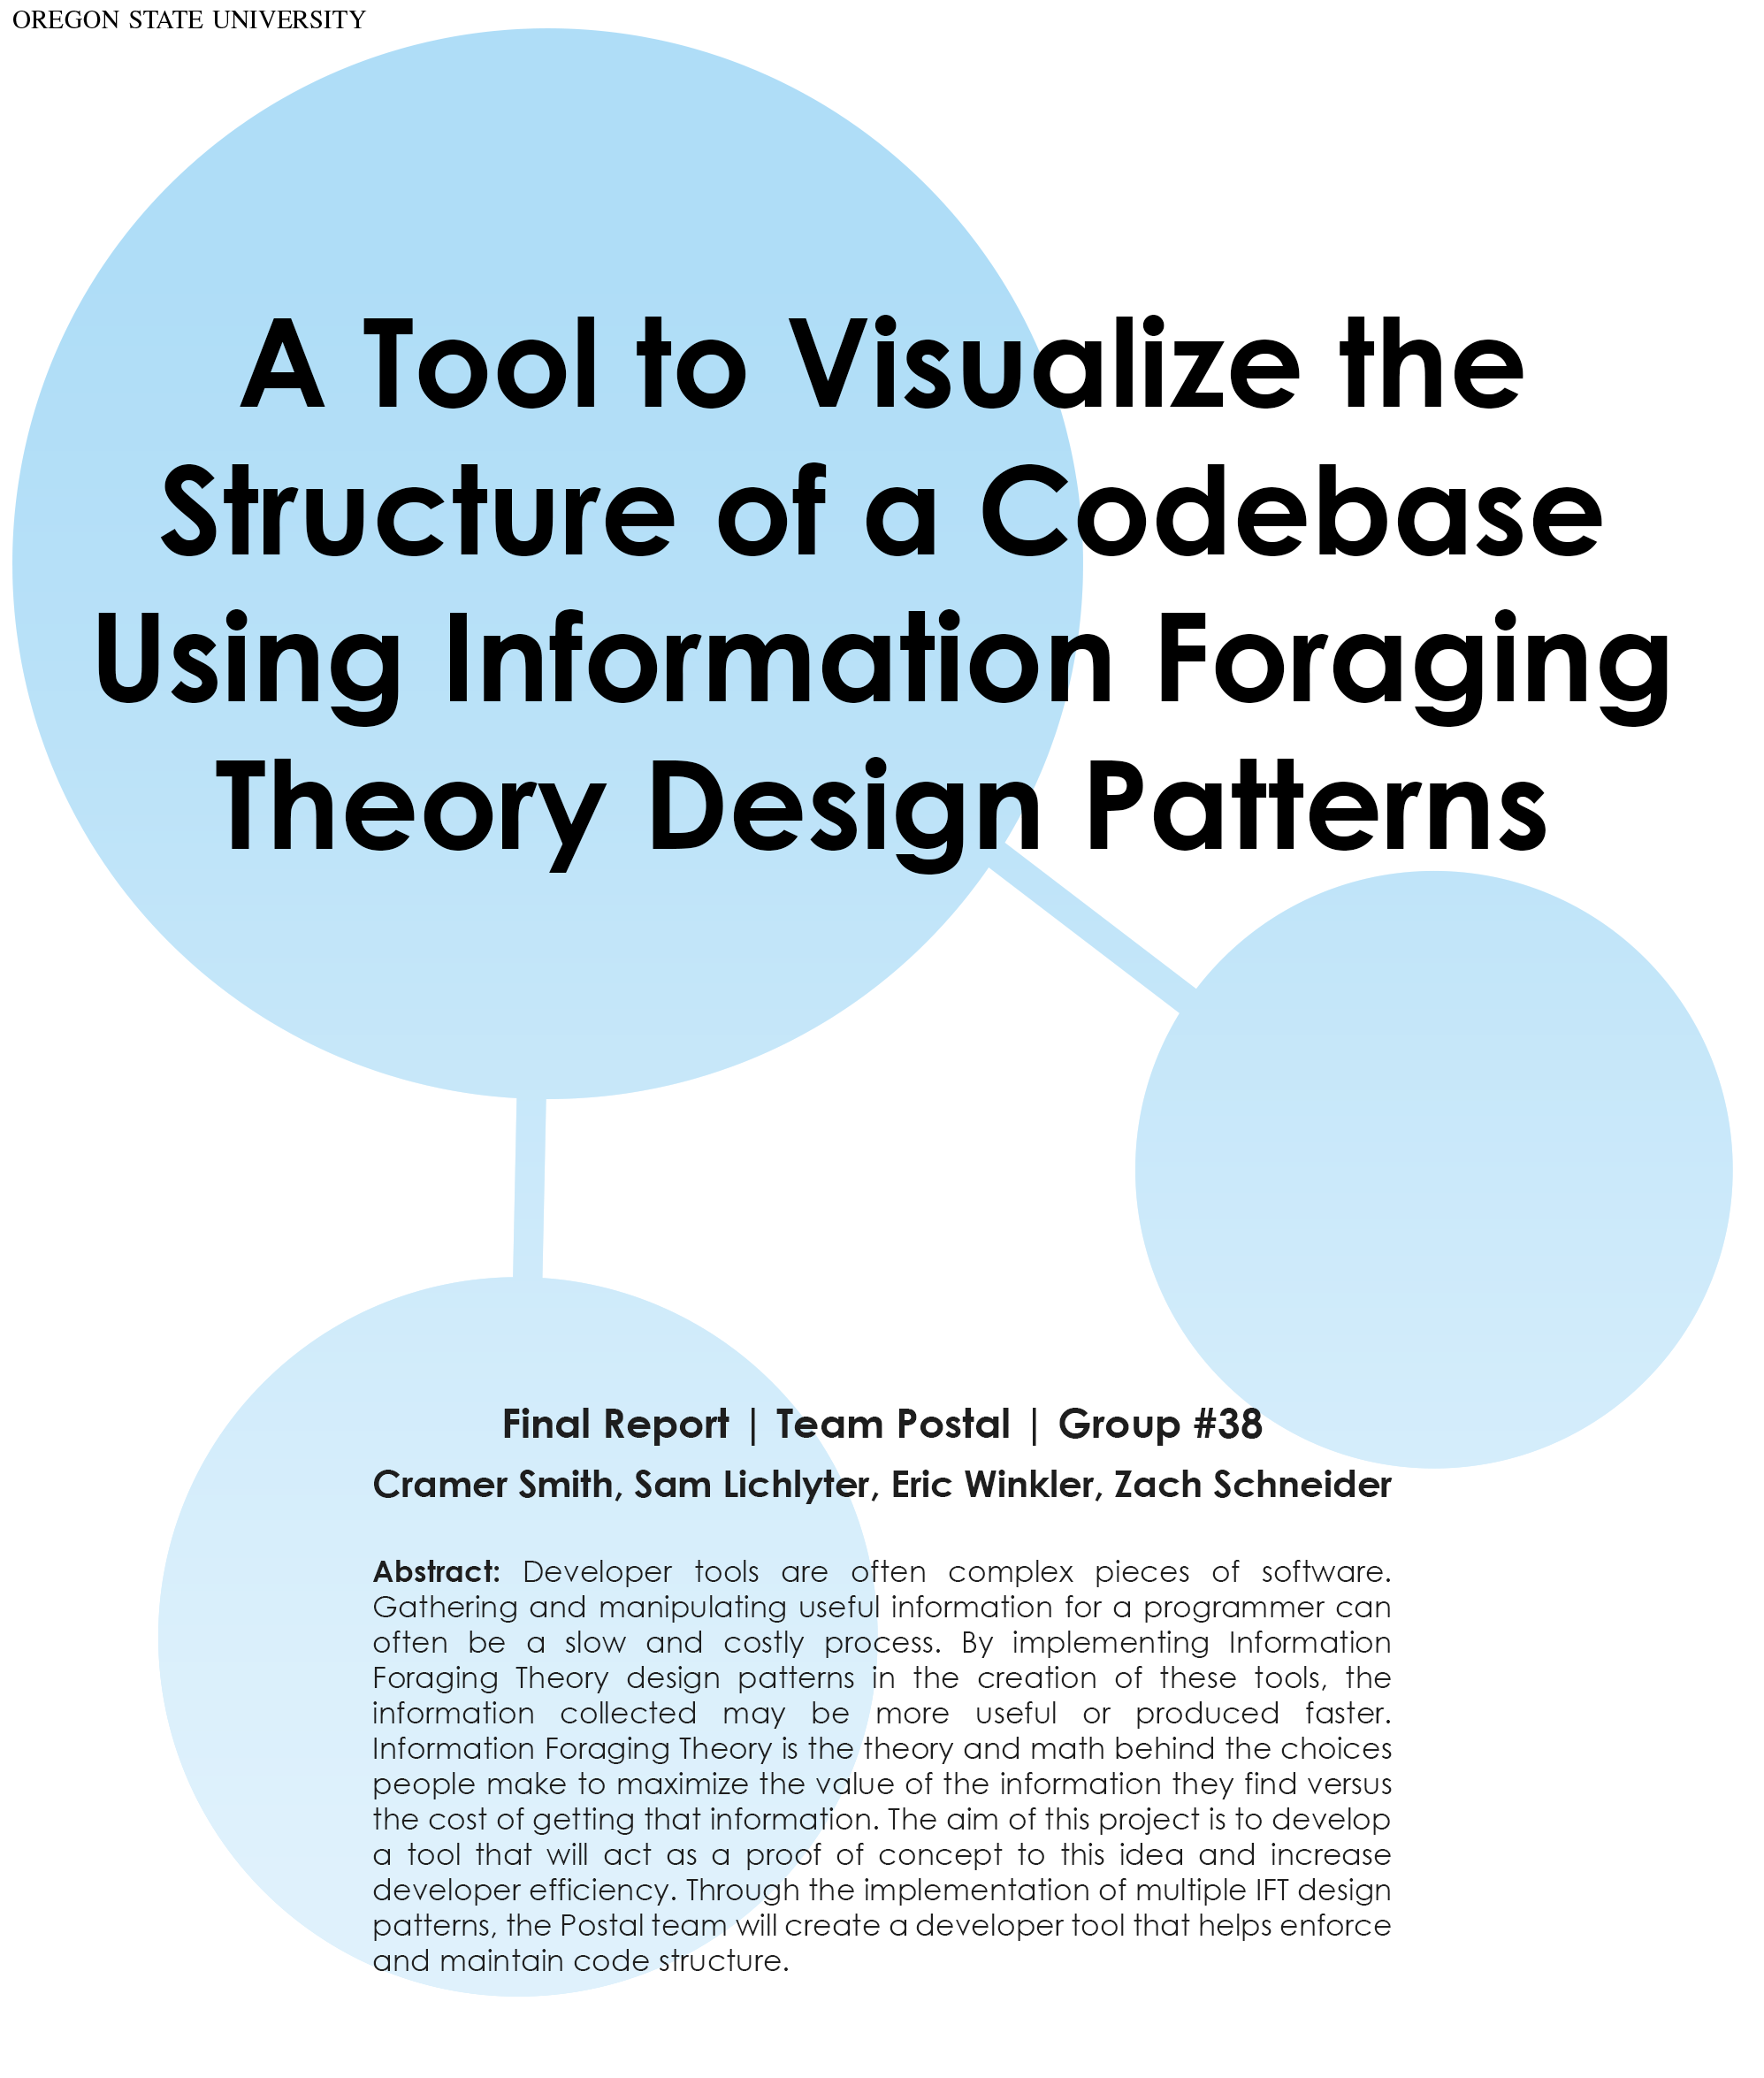 OREGON STATE UNIVERSITY
A Tool to Visualize the
Structure of a Codebase
Using Information Foraging
Theory Design Patterns
Final Report | Team Postal | Group #38
Cramer Smith, Sam Lichlyter, Eric Winkler, Zach Schneider
Abstract: Developer tools are often complex pieces of software.
Gathering and manipulating useful information for a programmer can
often be a slow and costly process. By implementing Information
Foraging Theory design patterns in the creation of these tools, the
information collected may be more useful or produced faster.
Information Foraging Theory is the theory and math behind the choices
people make to maximize the value of the information they find versus
the cost of getting that information. The aim of this project is to develop
a tool that will act as a proof of concept to this idea and increase
developer efficiency. Through the implementation of multiple IFT design
patterns, the Postal team will create a developer tool that helps enforce
and maintain code structure.